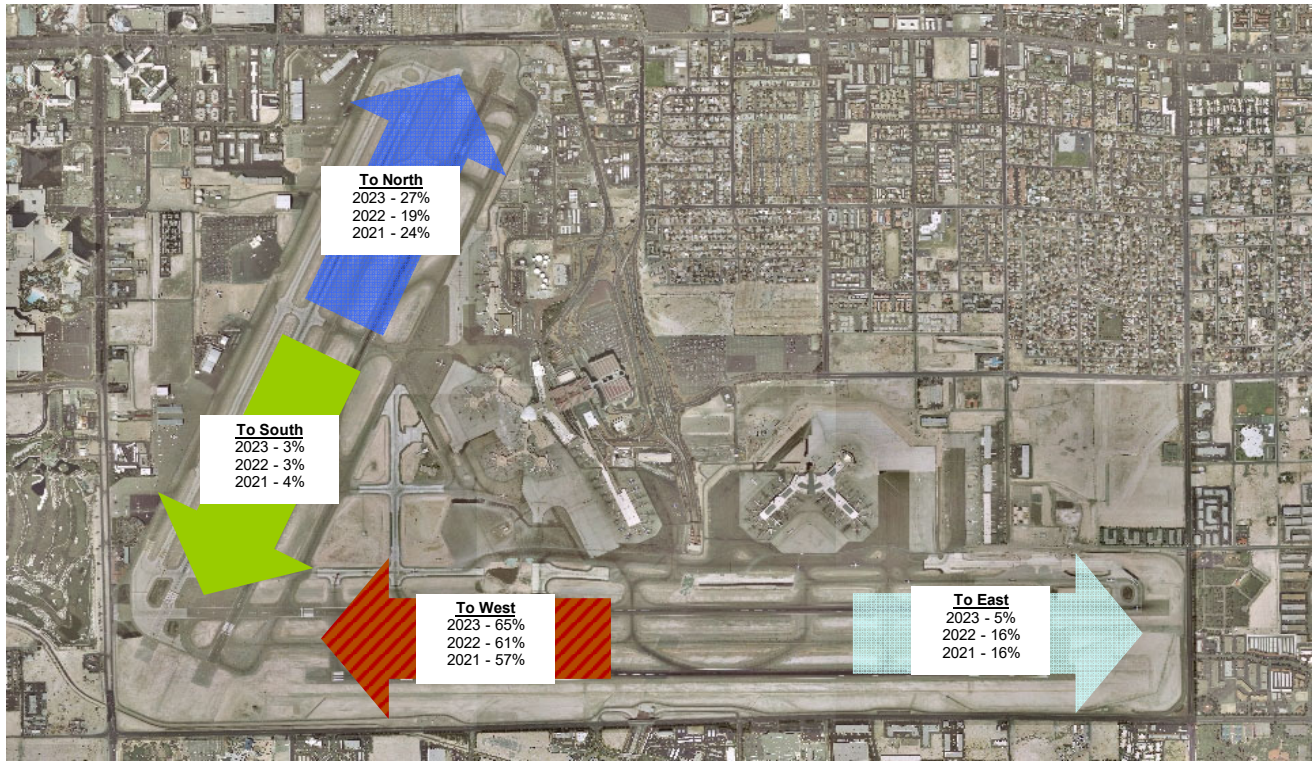 To North
2023 - 27%
2022 - 19%
2021 - 24%
To South
2023 - 3%
2022 - 3%
2021 - 4%
To West
2023 - 65%
2022 - 61%
2021 - 57%
To East
2023 - 5%
2022 - 16%
2021 - 16%